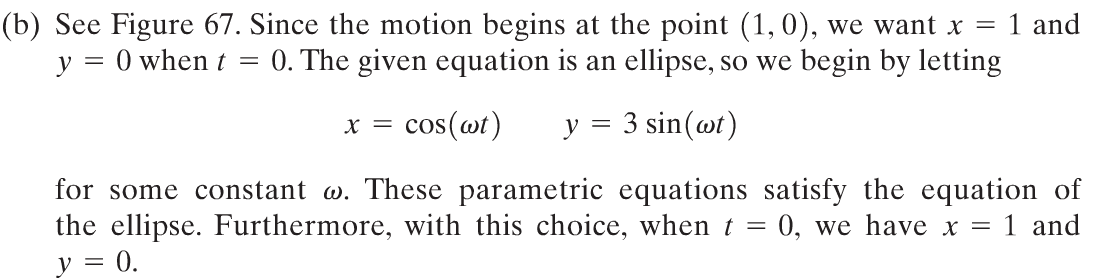 (b) See Figure 67. Since the motion begins at the point (1, 0), we want x = 1 and
y = 0 when t = 0. The given equation is an ellipse, so we begin by letting
x = cos(ωt)  y = 3 sin(ωt)
for some constant ω. These parametric equations satisfy the equation of
the ellipse. Furthermore, with this choice, when t = 0, we have x = 1 and
y = 0.